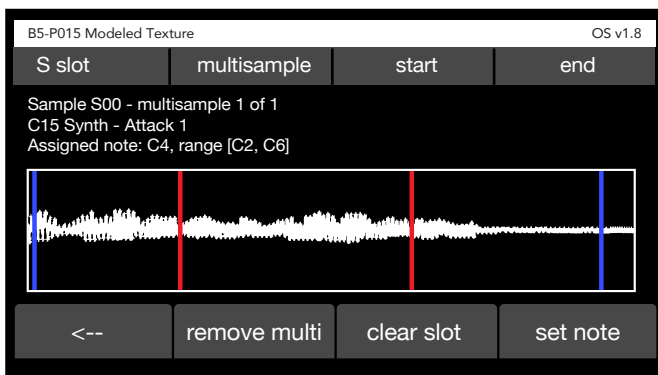 B5-P015 Modeled Texture OS v1.8
S slot multisample start end
Sample S00 - multisample 1 of 1
C15 Synth - Attack 1
Assigned note: C4, range [C2, C6]
<-- remove multi clear slot set note